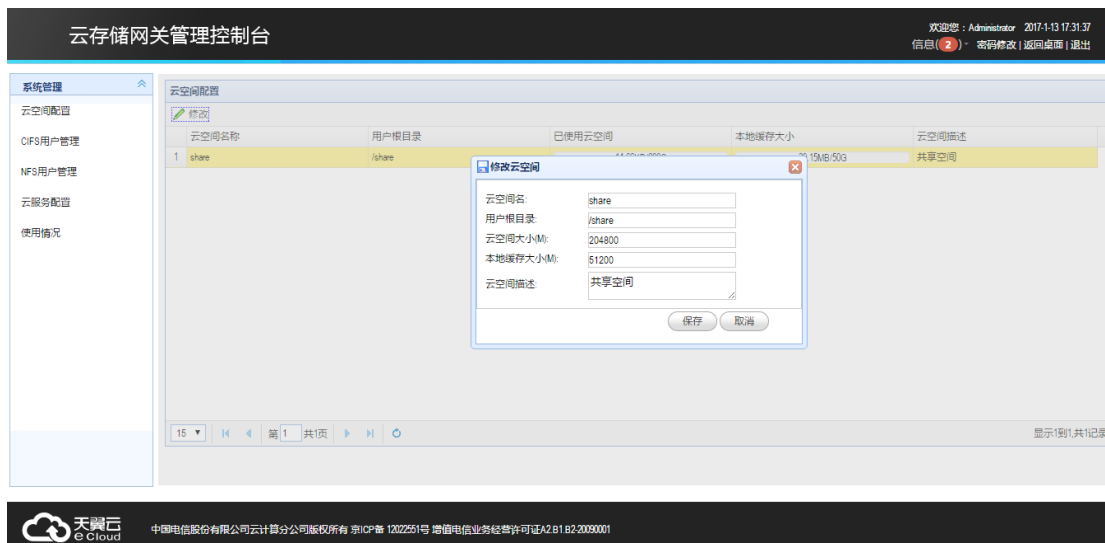 云存储网关管理控制台
欢迎您：Administrator 2017-1-13 17:31:37
信息(2) 密码修改 | 返回桌面 | 退出
系统管理
云空间配置
CIFS用户管理
NFS用户管理
云服务配置
使用情况
云空间配置
修改
云空间名称 用户根目录 已使用云空间 本地缓存大小 云空间描述
1 share /share 15MB/50G 共享空间
修改云空间
云空间名: share
用户根目录: /share
云空间大小(M): 204800
本地缓存大小(M): 51200
云空间描述: 共享空间
保存 取消
15 第 1 共1页
显示1到1,共1记录
天翼云
e Cloud
中国电信股份有限公司云计算分公司版权所有 京ICP备 12022551号 增值电信业务经营许可证A2.B1.B2-20090001